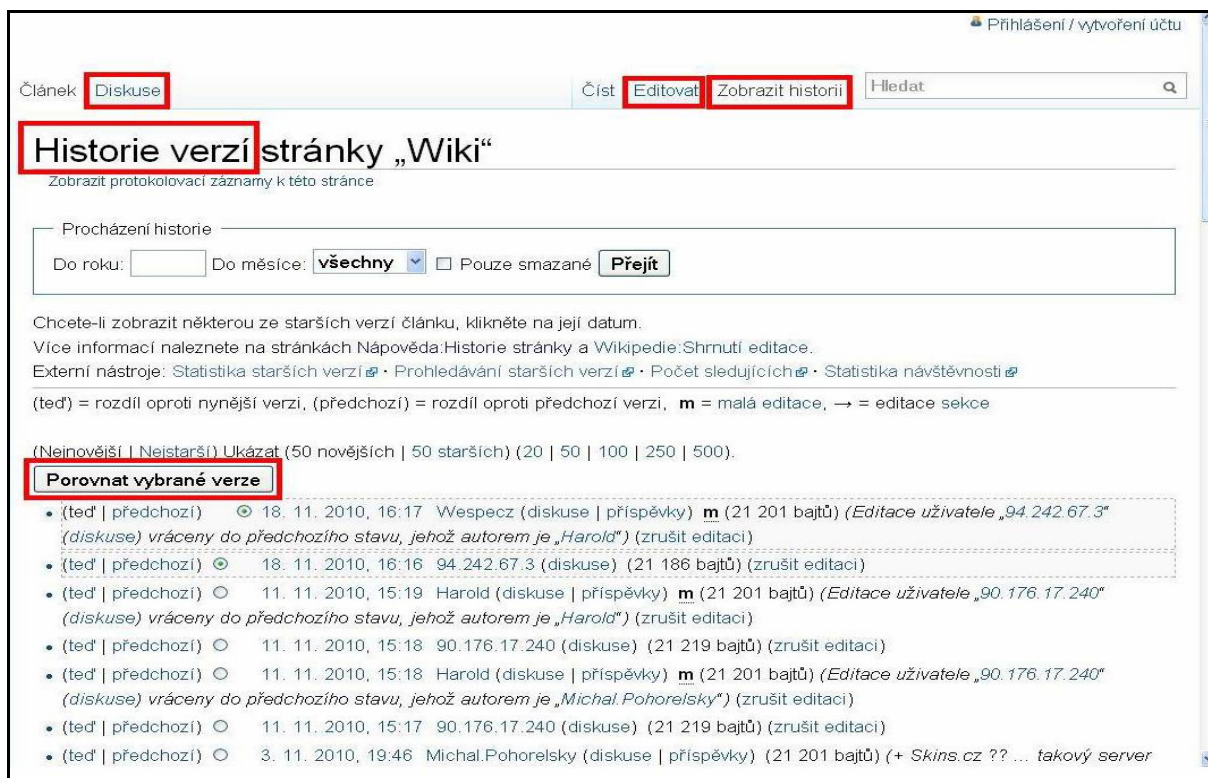 Přihlášení / vytvoření účtu
Článek Diskuse Číst Editovat Zobrazit historii Hledat
Historie verzí stránky „Wiki“
Zobrazit protokolovací záznamy k této stránce
Procházení historie
Do roku: Do měsíce: všechny Pouze smazané Přejít
Chcete-li zobrazit některou ze starších verzí článku, klikněte na její datum.
Více informací naleznete na stránkách Nápověda:Historie stránky a Wikipedie:Shrnutí editace.
Externí nástroje: Statistika starších verzí · Prohledávání starších verzí · Počet sledujících · Statistika návštěvnosti
(teď) = rozdíl oproti nynější verzi, (předchozí) = rozdíl oproti předchozí verzi, m = malá editace, → = editace sekce
(Nejnovější | Nejstarší) Ukázat (50 novějších | 50 starších) (20 | 50 | 100 | 250 | 500).
Porovnat vybrané verze
• (teď | předchozí) 18. 11. 2010, 16:17 Wespecz (diskuse | příspěvky) m (21 201 bajtů) (Editace uživatele „94.242.67.3“
(diskuse) vráceny do předchozího stavu, jehož autorem je „Harold“) (zrušit editaci)
• (teď | předchozí) 18. 11. 2010, 16:16 94.242.67.3 (diskuse) (21 186 bajtů) (zrušit editaci)
• (teď | předchozí) 11. 11. 2010, 15:19 Harold (diskuse | příspěvky) m (21 201 bajtů) (Editace uživatele „90.176.17.240“
(diskuse) vráceny do předchozího stavu, jehož autorem je „Harold“) (zrušit editaci)
• (teď | předchozí) 11. 11. 2010, 15:18 90.176.17.240 (diskuse) (21 219 bajtů) (zrušit editaci)
• (teď | předchozí) 11. 11. 2010, 15:18 Harold (diskuse | příspěvky) m (21 201 bajtů) (Editace uživatele „90.176.17.240“
(diskuse) vráceny do předchozího stavu, jehož autorem je „Michal.Pohorelsky“) (zrušit editaci)
• (teď | předchozí) 11. 11. 2010, 15:17 90.176.17.240 (diskuse) (21 219 bajtů) (zrušit editaci)
• (teď | předchozí) 3. 11. 2010, 19:46 Michal.Pohorelsky (diskuse | příspěvky) (21 201 bajtů) (+ Skins.cz ?? ... takový server